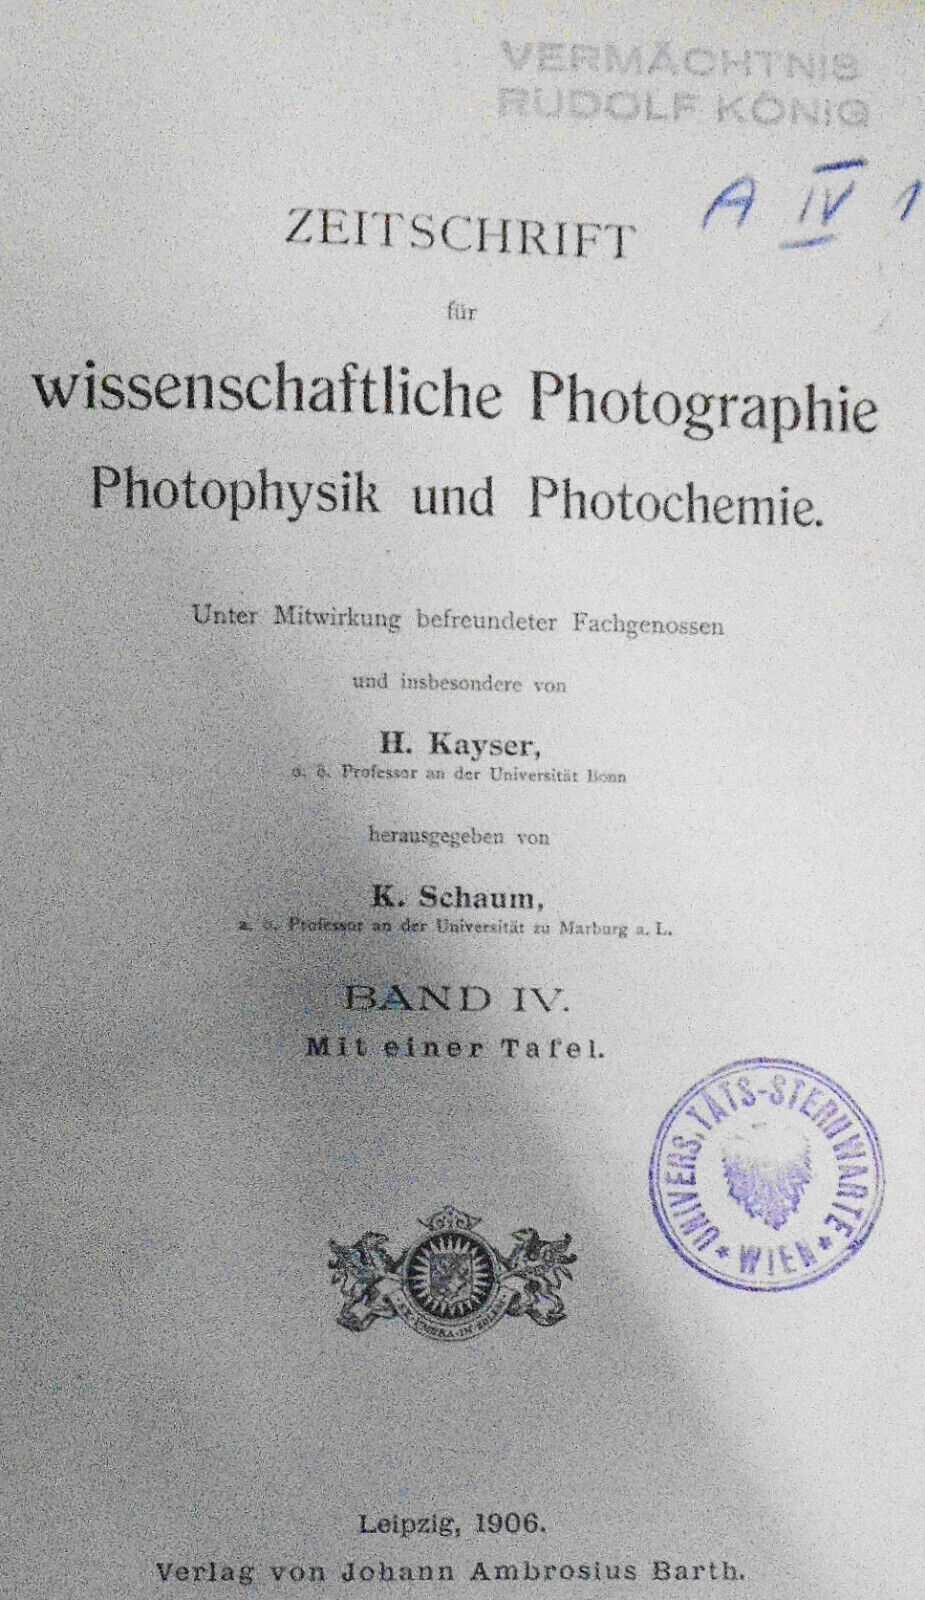 VERMÄCHTNIS
RUDOLF KÖNIG
A IV 1
ZEITSCHRIFT
für
wissenschaftliche Photographie
Photophysik und Photochemie.
Unter Mitwirkung befreundeter Fachgenossen
und insbesondere von
H. Kayser,
o. ö. Professor an der Universität Bonn
herausgegeben von
K. Schaum,
a. ö. Professor an der Universität zu Marburg a. L.
BAND IV.
Mit einer Tafel.
UNIVERSITÄTS-STERNWARTE
* WIEN *
Leipzig, 1906.
Verlag von Johann Ambrosius Barth.